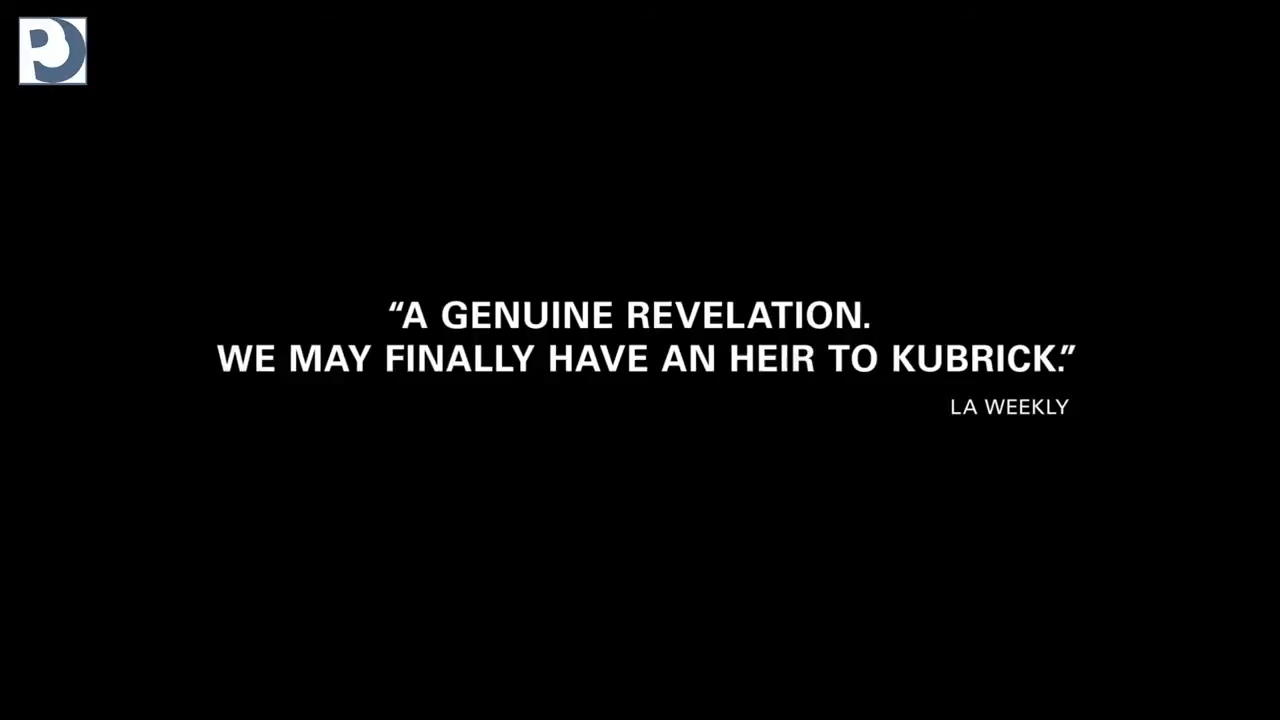 “A GENUINE REVELATION.
WE MAY FINALLY HAVE AN HEIR TO KUBRICK.”
LA WEEKLY